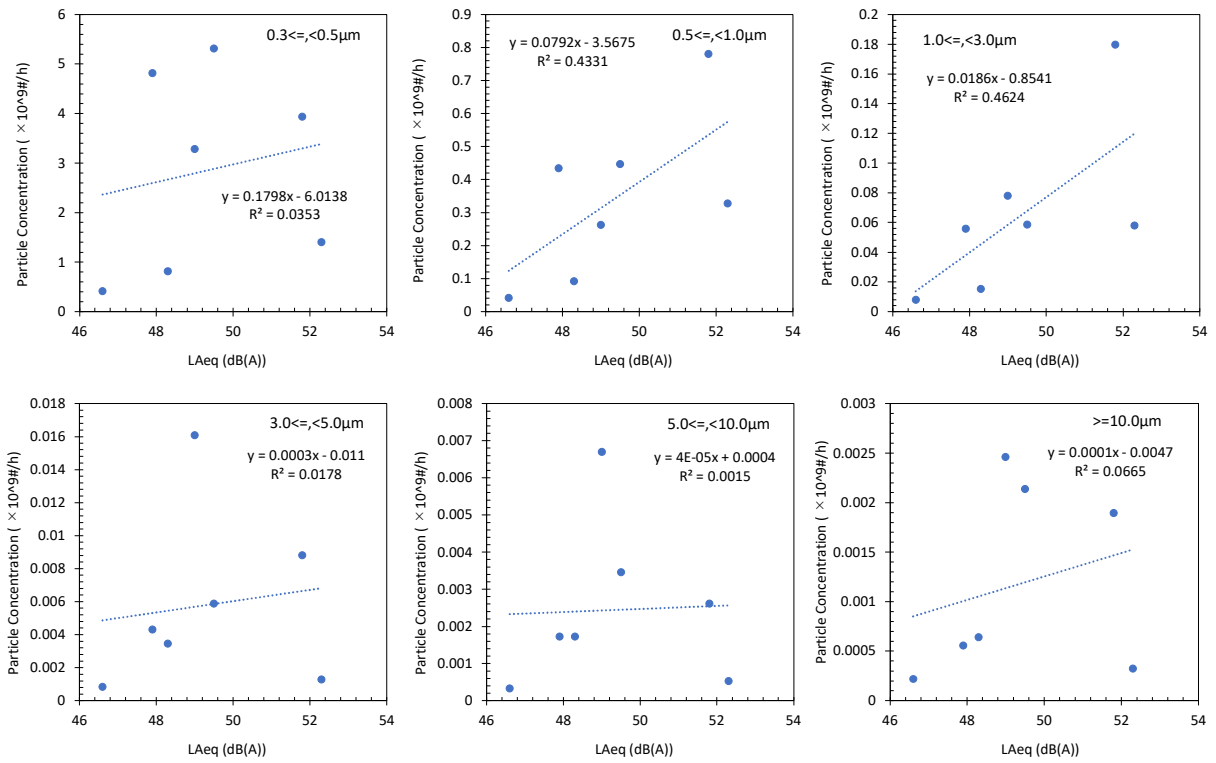 0.3<=,<0.5μm
y = 0.1798x - 6.0138
R² = 0.0353
Particle Concentration ( ×10^9#/h)
6
5
4
3
2
1
0
46 48 50 52 54
LAeq (dB(A))
0.5<=,<1.0μm
y = 0.0792x - 3.5675
R² = 0.4331
Particle Concentration ( ×10^9#/h)
0.9
0.8
0.7
0.6
0.5
0.4
0.3
0.2
0.1
0
46 48 50 52 54
LAeq (dB(A))
1.0<=,<3.0μm
y = 0.0186x - 0.8541
R² = 0.4624
Particle Concentration ( ×10^9#/h)
0.2
0.18
0.16
0.14
0.12
0.1
0.08
0.06
0.04
0.02
0
46 48 50 52 54
LAeq (dB(A))
3.0<=,<5.0μm
y = 0.0003x - 0.011
R² = 0.0178
Particle Concentration ( ×10^9#/h)
0.018
0.016
0.014
0.012
0.01
0.008
0.006
0.004
0.002
0
46 48 50 52 54
LAeq (dB(A))
5.0<=,<10.0μm
y = 4E-05x + 0.0004
R² = 0.0015
Particle Concentration ( ×10^9#/h)
0.008
0.007
0.006
0.005
0.004
0.003
0.002
0.001
0
46 48 50 52 54
LAeq (dB(A))
>=10.0μm
y = 0.0001x - 0.0047
R² = 0.0665
Particle Concentration ( ×10^9#/h)
0.003
0.0025
0.002
0.0015
0.001
0.0005
0
46 48 50 52 54
LAeq (dB(A))